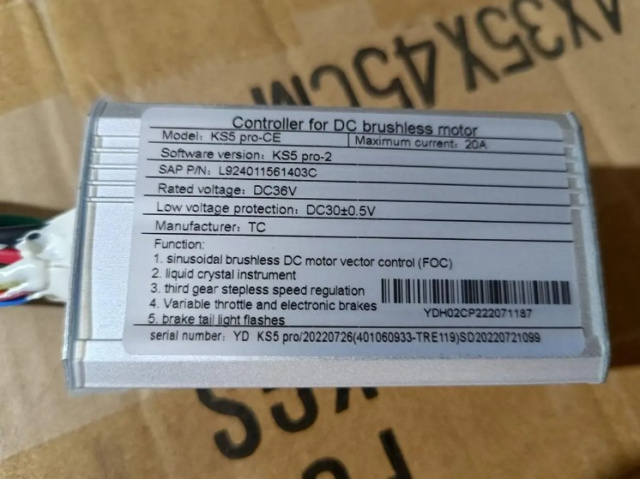 4X35X45CM
Controller for DC brushless motor
Model: KS5 pro-CE Maximum current: 20A
Software version: KS5 pro-2
SAP P/N: L924011561403C
Rated voltage: DC36V
Low voltage protection: DC30±0.5V
Manufacturer: TC
Function:
1. sinusoidal brushless DC motor vector control (FOC)
2. liquid crystal instrument
3. third gear stepless speed regulation
4. Variable throttle and electronic brakes
5. brake tail light flashes
YDH02CP222071187
serial number: YD KS5 pro/20220726(401060933-TRE119)SD20220721099
KGS